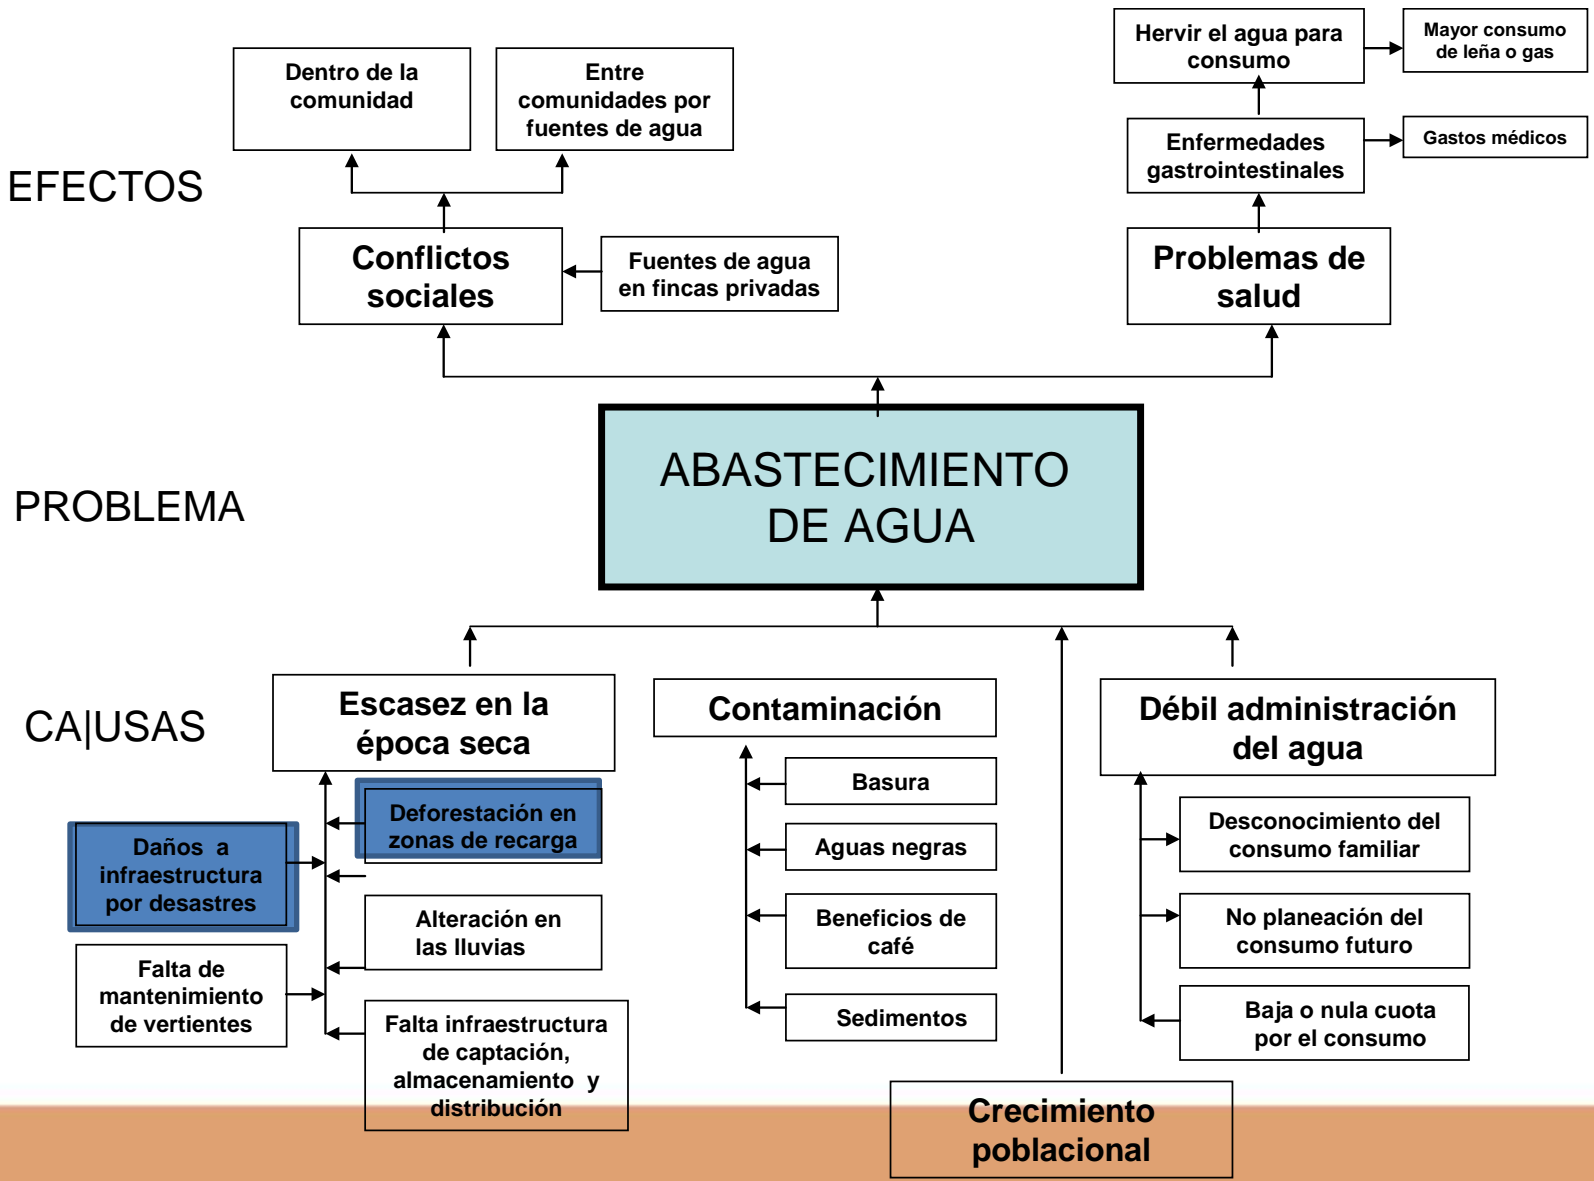 Hervir el agua para
consumo
Mayor consumo
de leña o gas
Dentro de la
comunidad
Entre
comunidades por
fuentes de agua
Enfermedades
gastrointestinales
Gastos médicos
EFECTOS
Conflictos
sociales
Fuentes de agua
en fincas privadas
Problemas de
salud
PROBLEMA
ABASTECIMIENTO
DE AGUA
CA|USAS
Escasez en la
época seca
Deforestación en
zonas de recarga
Daños a
infraestructura
por desastres
Alteración en
las lluvias
Falta de
mantenimiento
de vertientes
Falta infraestructura
de captación,
almacenamiento y
distribución
Contaminación
Basura
Aguas negras
Beneficios de
café
Sedimentos
Débil administración
del agua
Desconocimiento del
consumo familiar
No planeación del
consumo futuro
Baja o nula cuota
por el consumo
Crecimiento
poblacional